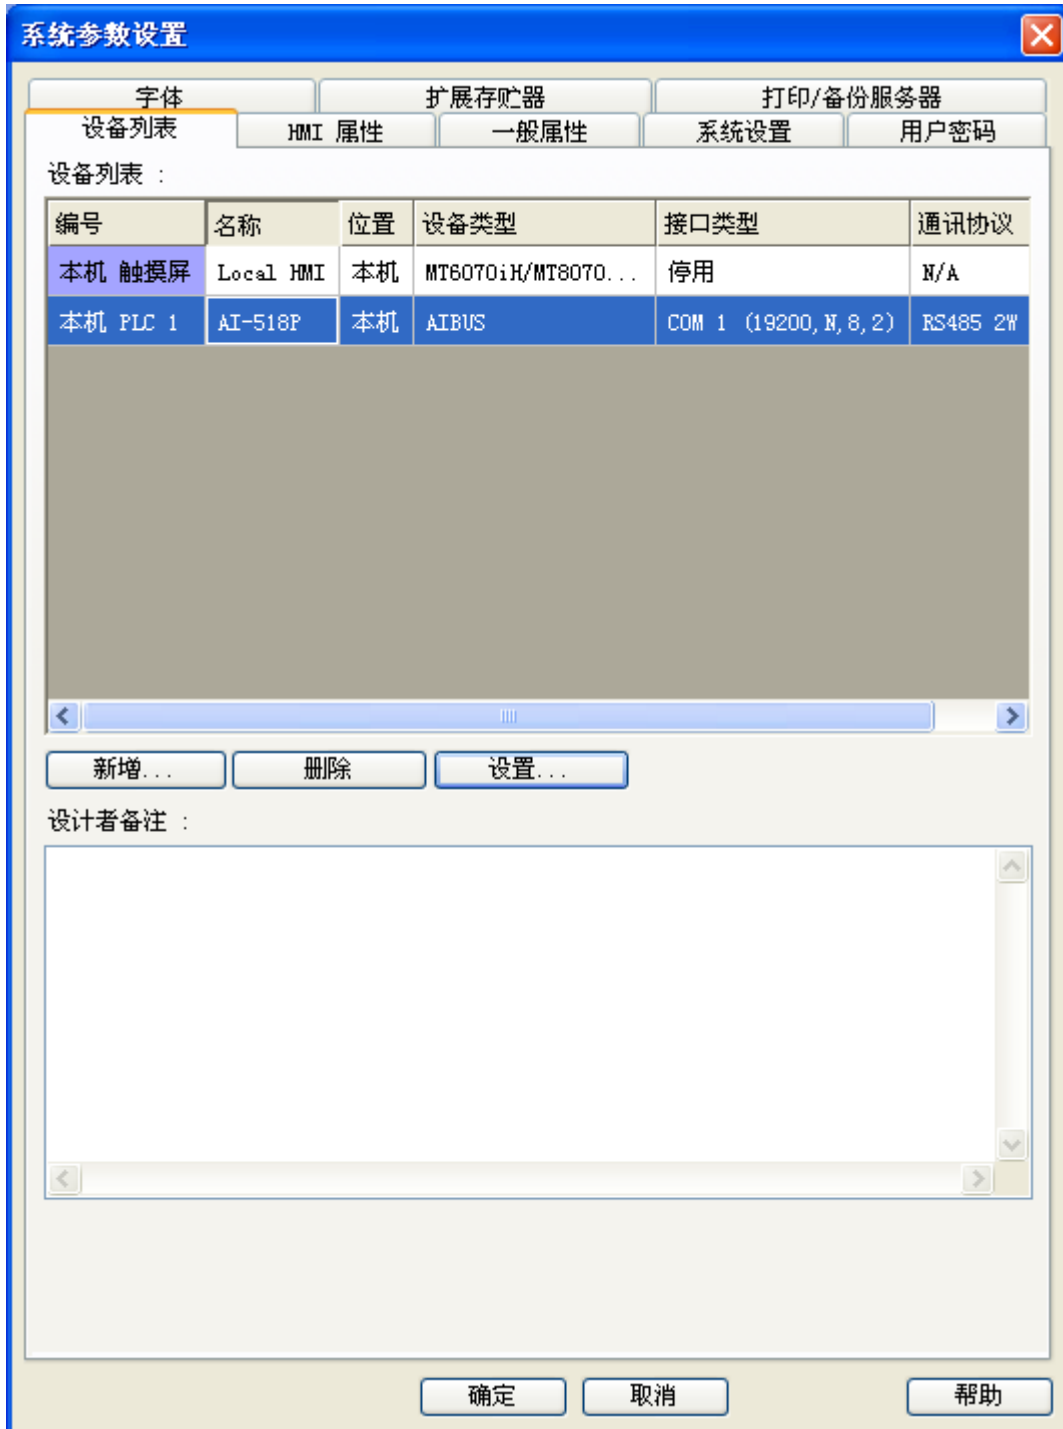 系统参数设置
字体 扩展存贮器 打印/备份服务器
设备列表 HMI 属性 一般属性 系统设置 用户密码
设备列表 :
编号 名称 位置 设备类型 接口类型 通讯协议
本机 触摸屏 Local HMI 本机 MT6070iH/MT8070... 停用 N/A
本机 PLC 1 AI-518P 本机 AIBUS COM 1 (19200,N,8,2) RS485 2W
新增... 删除 设置...
设计者备注 :
确定 取消 帮助